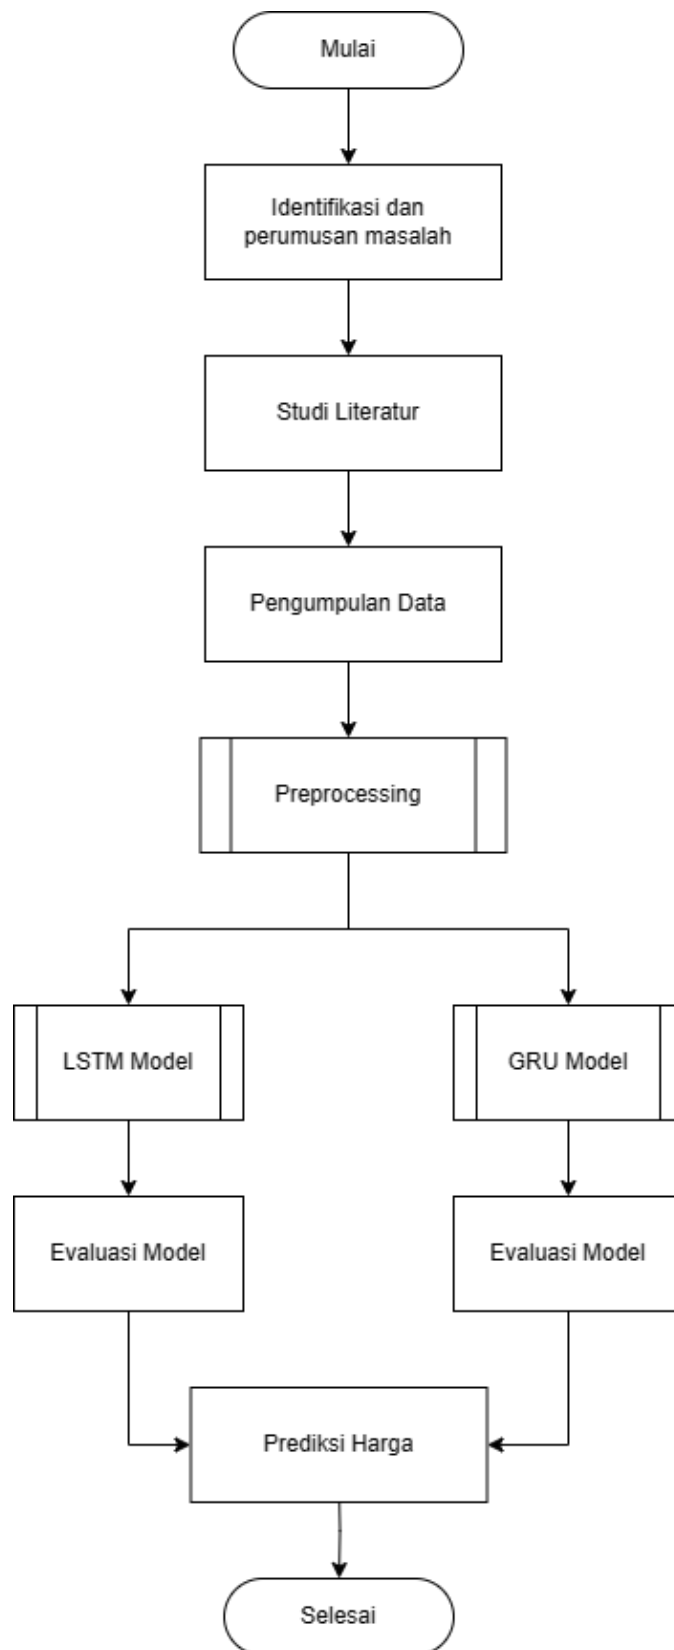 Mulai
Identifikasi dan
perumusan masalah
Studi Literatur
Pengumpulan Data
Preprocessing
LSTM Model
GRU Model
Evaluasi Model
Evaluasi Model
Prediksi Harga
Selesai